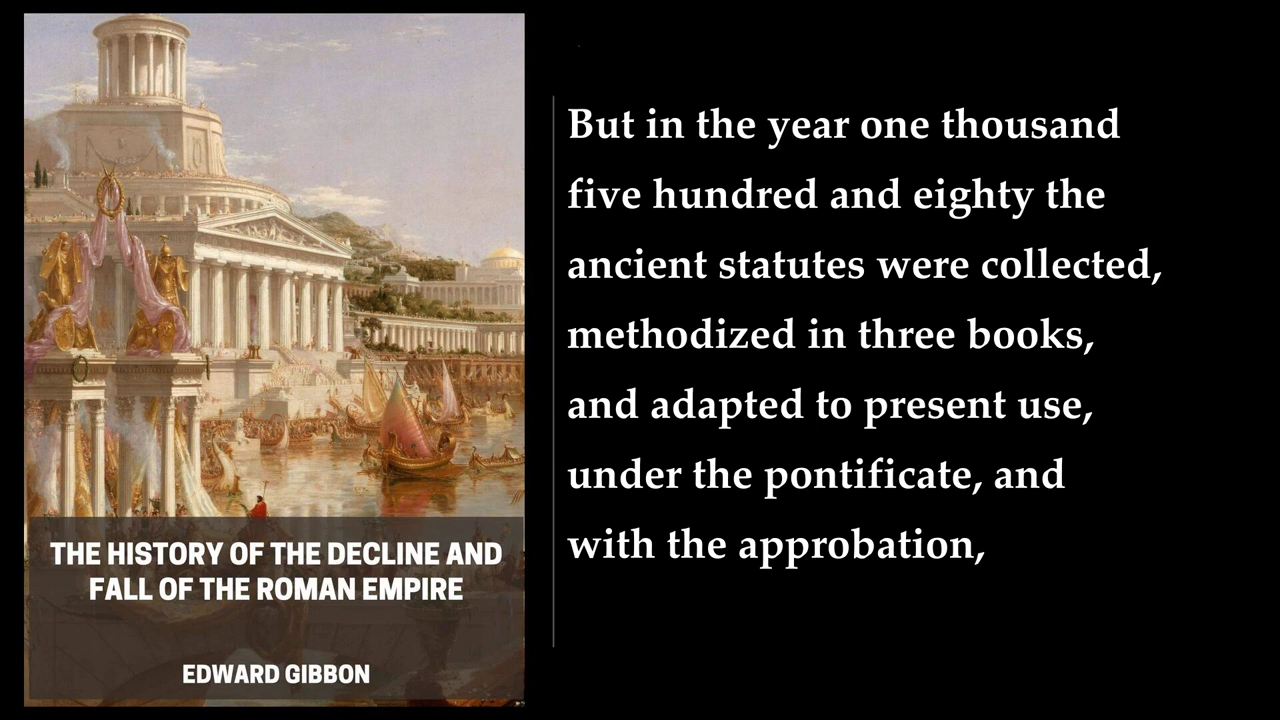 THE HISTORY OF THE DECLINE AND
FALL OF THE ROMAN EMPIRE
EDWARD GIBBON
But in the year one thousand
five hundred and eighty the
ancient statutes were collected,
methodized in three books,
and adapted to present use,
under the pontificate, and
with the approbation,